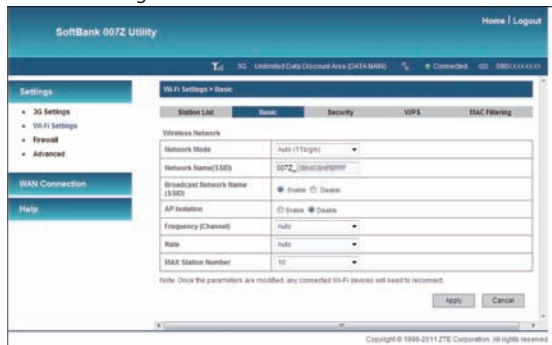 SoftBank 007Z Utility
Home | Logout
3G Unlimited Data Discount Area (DATA MAIN) Connected 090XXXXXXXX
Settings
3G Settings
Wi-Fi Settings
Firewall
Advanced
WAN Connection
Help
Wi-Fi Settings > Basic
Station List Basic Security WPS MAC Filtering
Wireless Network
Network Mode Auto (11b/g/n)
Network Name(SSID) 007Z_
Broadcast Network Name (SSID) Enable Disable
AP Isolation Enable Disable
Frequency (Channel) Auto
Rate Auto
MAX Station Number 10
Note: Once the parameters are modified, any connected Wi-Fi devices will need to reconnect.
Apply Cancel
Copyright © 1998-2011 ZTE Corporation. All rights reserved